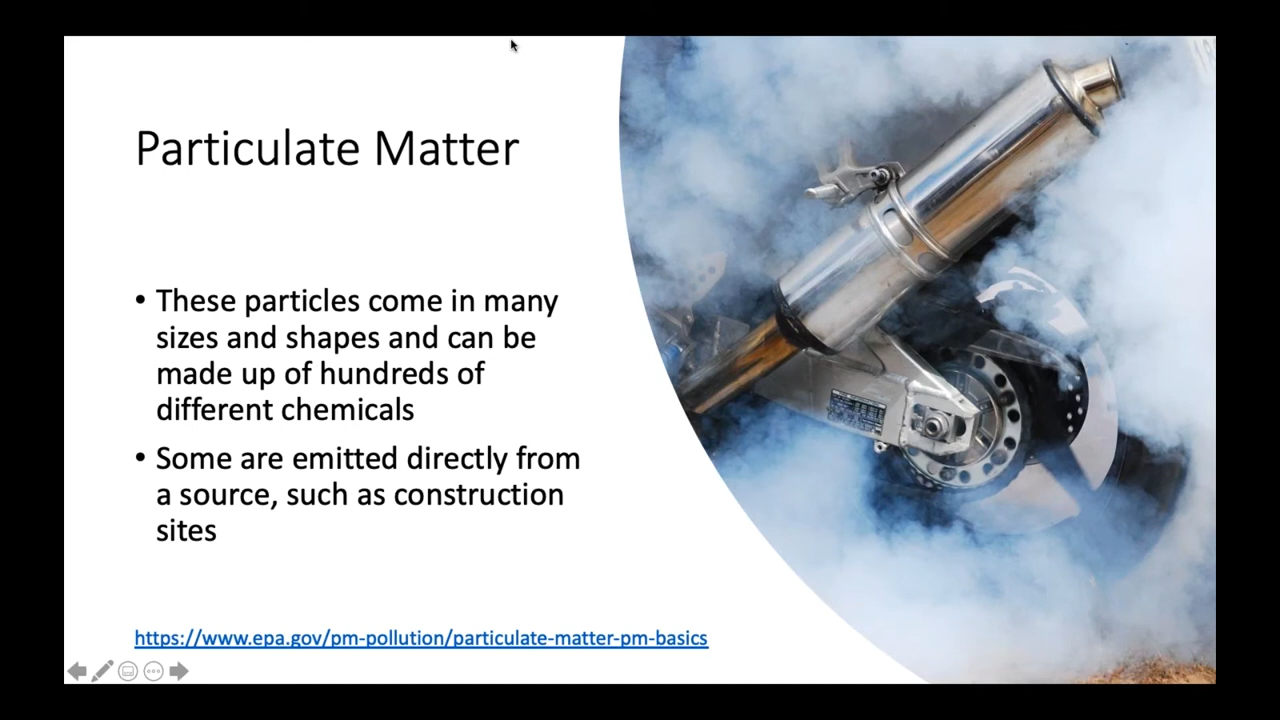 Particulate Matter
• These particles come in many
sizes and shapes and can be
made up of hundreds of
different chemicals
• Some are emitted directly from
a source, such as construction
sites
https://www.epa.gov/pm-pollution/particulate-matter-pm-basics